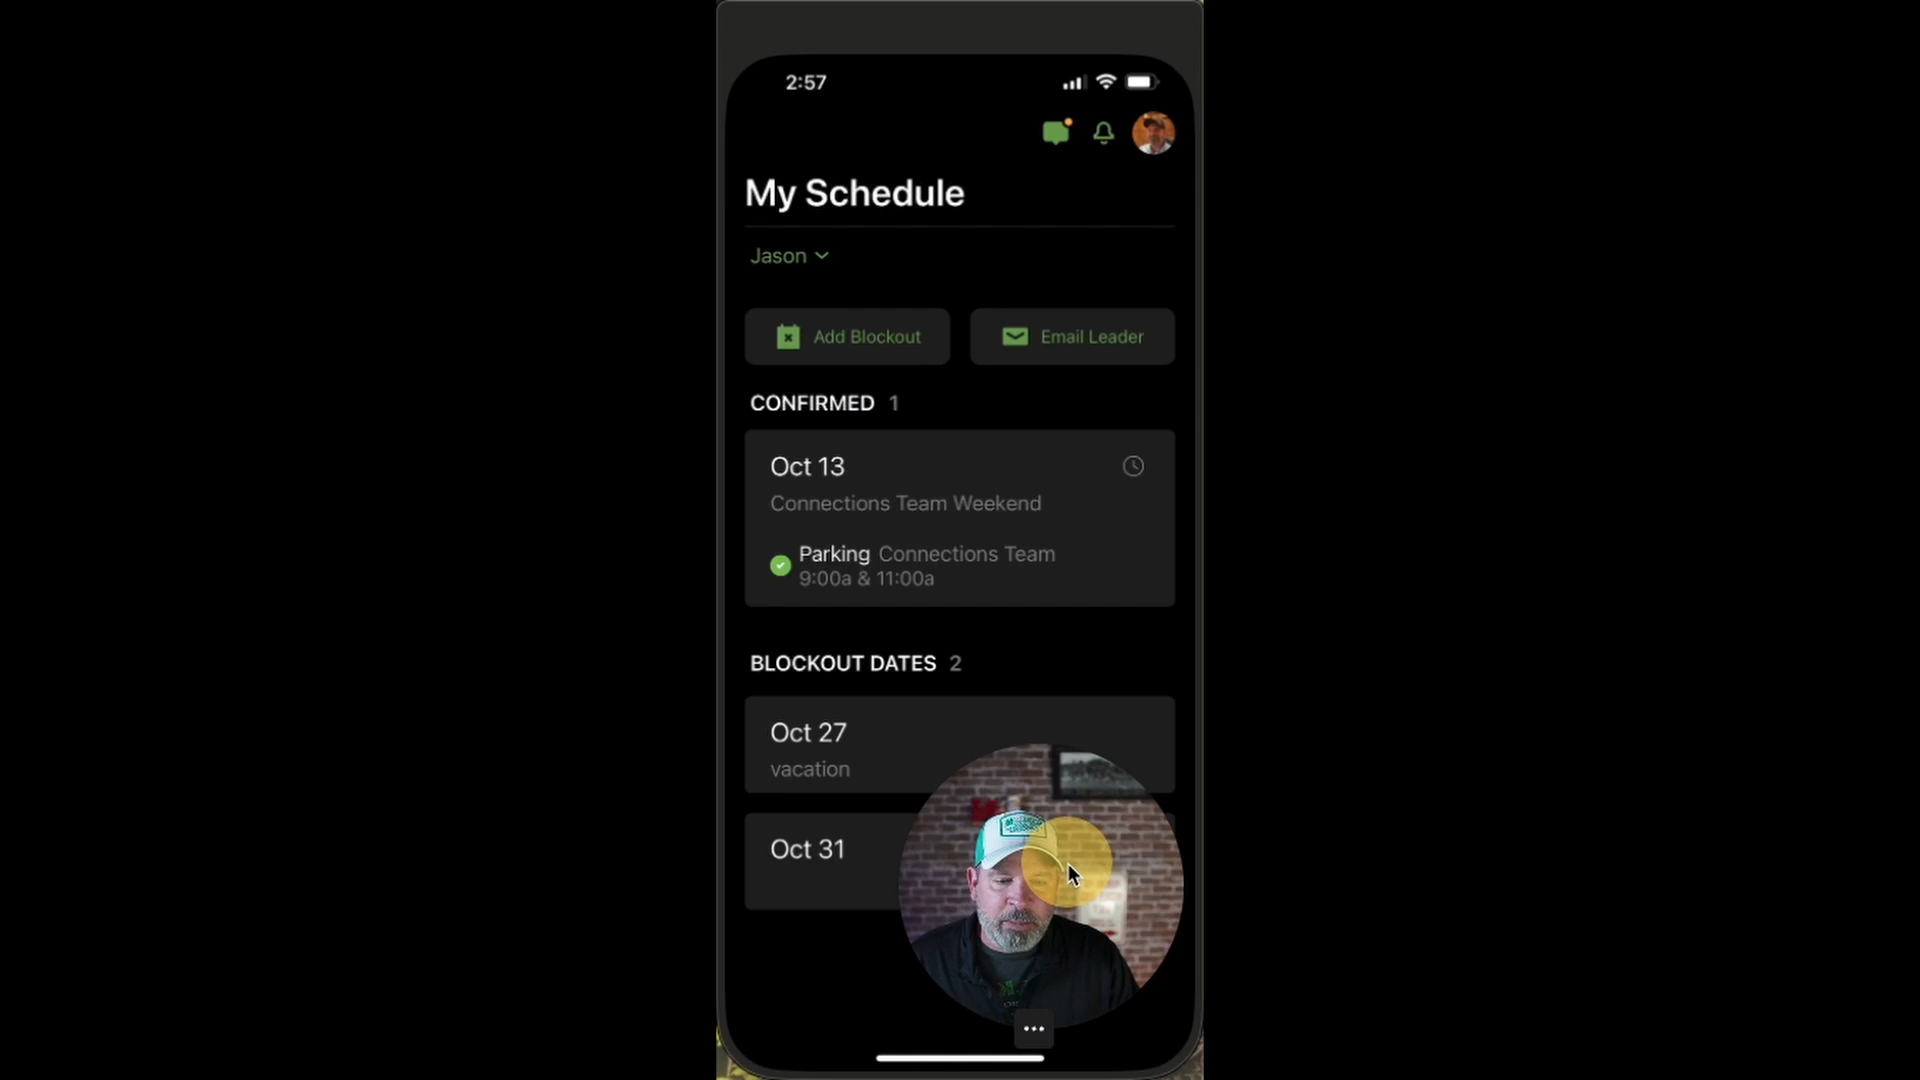 2:57
My Schedule
Jason
Add Blockout
Email Leader
CONFIRMED 1
Oct 13
Connections Team Weekend
Parking Connections Team
9:00a & 11:00a
BLOCKOUT DATES 2
Oct 27
vacation
Oct 31